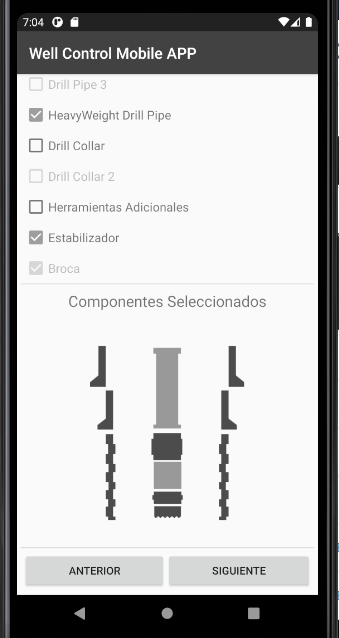 7:04
Well Control Mobile APP
Drill Pipe 3
HeavyWeight Drill Pipe
Drill Collar
Drill Collar 2
Herramientas Adicionales
Estabilizador
Broca
Componentes Seleccionados
ANTERIOR SIGUIENTE